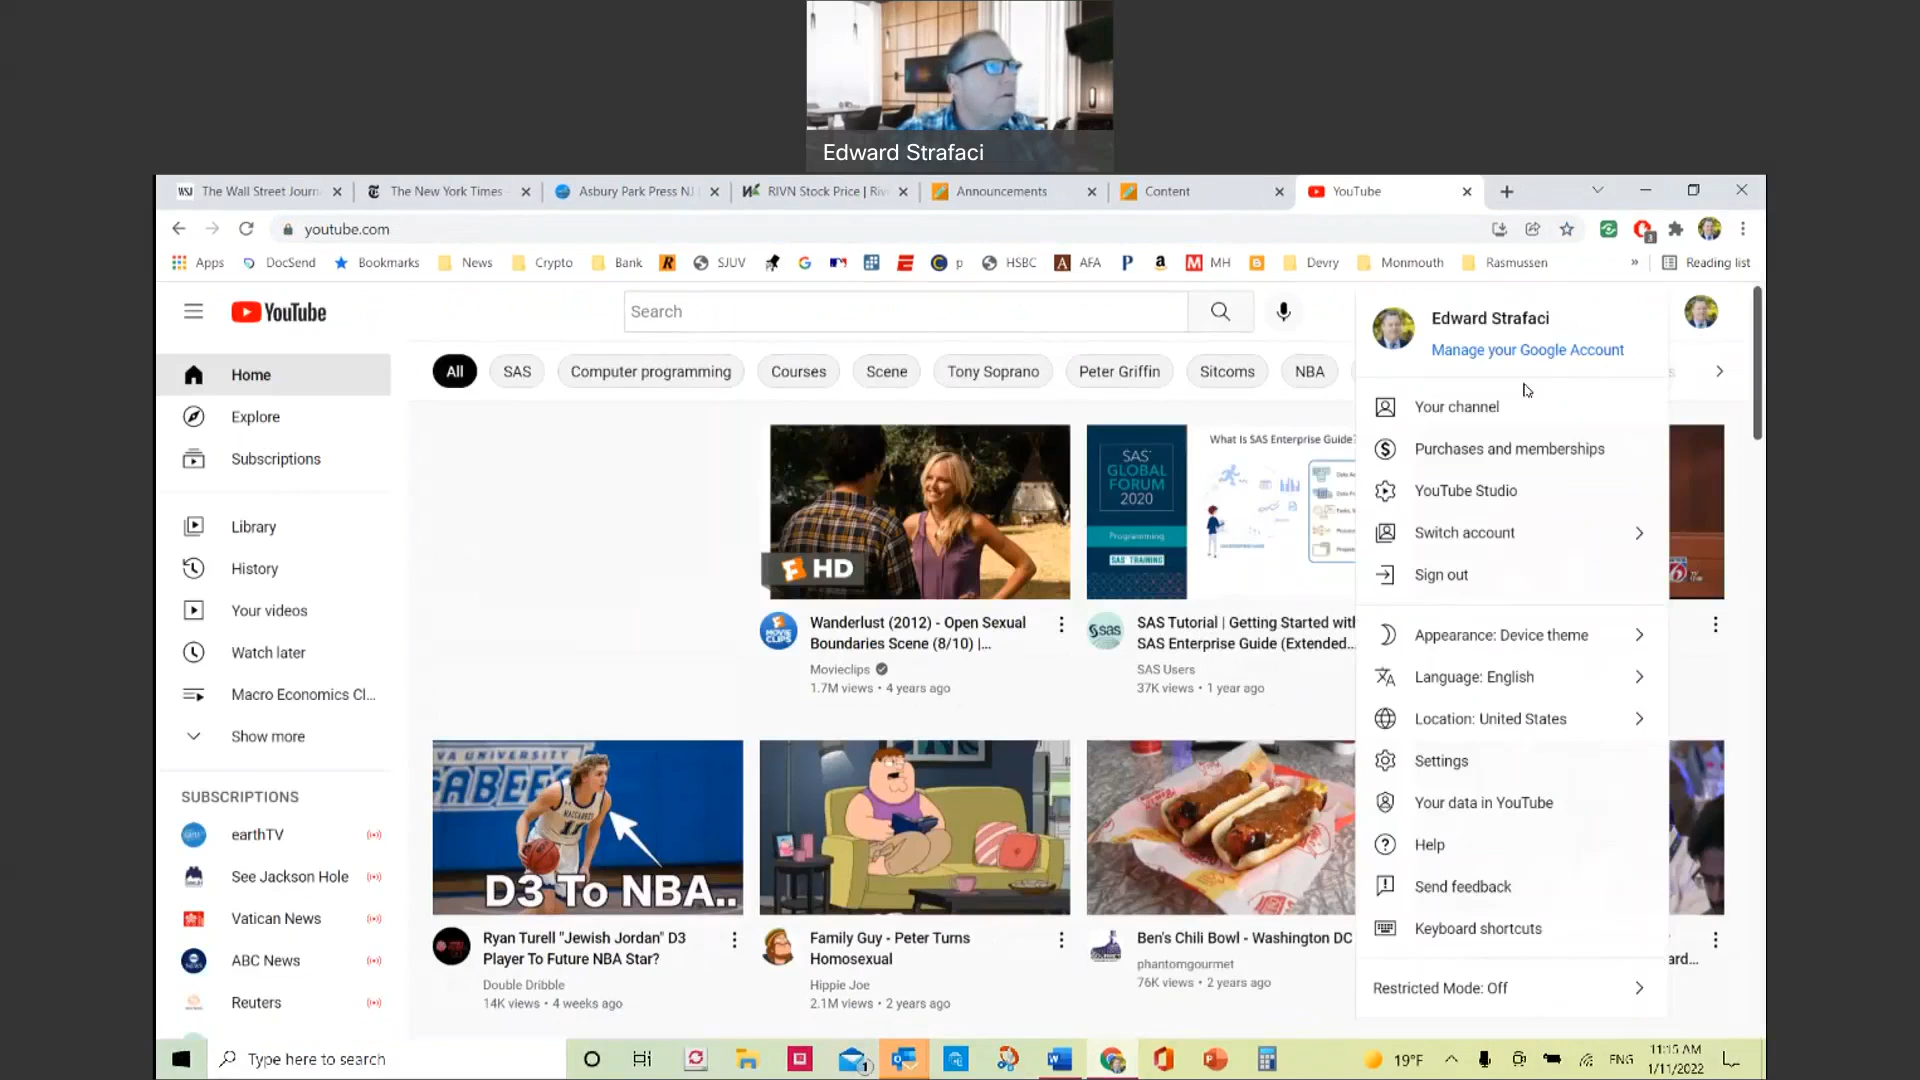 Edward Strafaci
WSJ The Wall Street Journ
The New York Times -
Asbury Park Press NJ
RIVN Stock Price | Riv
Announcements
Content
YouTube
youtube.com
3
Apps
DocSend
Bookmarks
News
Crypto
Bank
R
SJUV
G
p
HSBC
A
AFA
P
a
M
MH
Devry
Monmouth
Rasmussen
»
Reading list
YouTube
Search
Edward Strafaci
Manage your Google Account
Home
Explore
Subscriptions
Library
History
Your videos
Watch later
Macro Economics Cl...
Show more
SUBSCRIPTIONS
earthTV
See Jackson Hole
Vatican News
ABC News
Reuters
All
SAS
Computer programming
Courses
Scene
Tony Soprano
Peter Griffin
Sitcoms
NBA
HD
Wanderlust (2012) - Open Sexual
Boundaries Scene (8/10) |...
Movieclips
1.7M views • 4 years ago
SAS
GLOBAL
FORUM
2020
Programming
SAS TRAINING
What Is SAS Enterprise Guide?
SAS Tutorial | Getting Started with
SAS Enterprise Guide (Extended...
SAS Users
37K views • 1 year ago
VA UNIVERSITY
D3 To NBA..
Ryan Turell "Jewish Jordan" D3
Player To Future NBA Star?
Double Dribble
14K views • 4 weeks ago
Family Guy - Peter Turns
Homosexual
Hippie Joe
2.1M views • 2 years ago
Ben's Chili Bowl - Washington DC
phantomgourmet
76K views • 2 years ago
Your channel
Purchases and memberships
YouTube Studio
Switch account
Sign out
Appearance: Device theme
Language: English
Location: United States
Settings
Your data in YouTube
Help
Send feedback
Keyboard shortcuts
Restricted Mode: Off
ard...
Type here to search
1
19°F
ENG
11:15 AM
1/11/2022